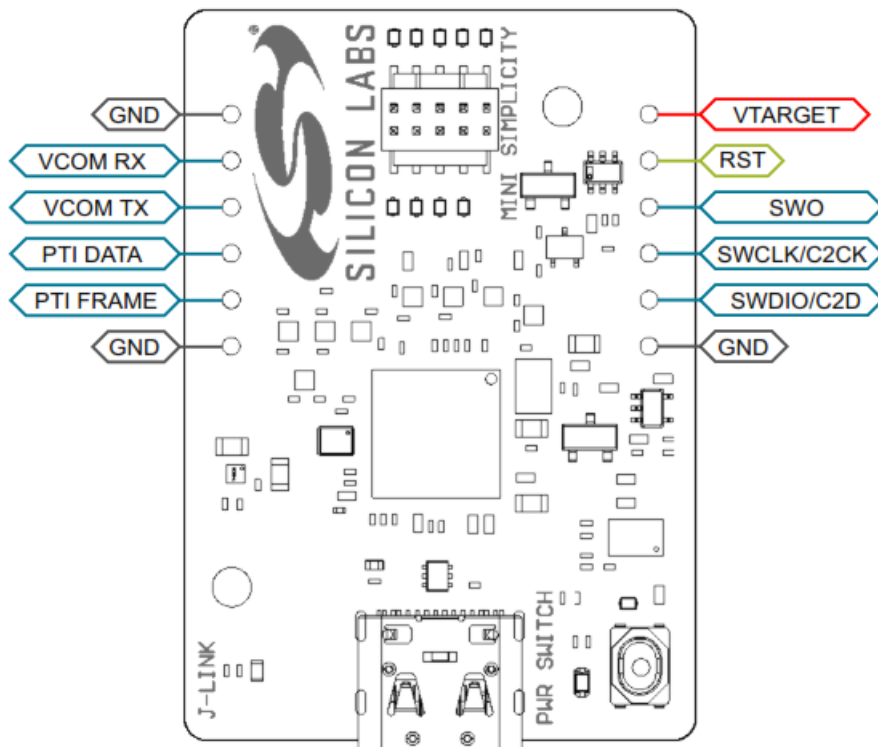 GND
VCOM RX
VCOM TX
PTI DATA
PTI FRAME
GND
SILICON LABS
®
MINI SIMPLICITY
VTARGET
RST
SWO
SWCLK/C2CK
SWDIO/C2D
GND
J-LINK
PWR SWITCH